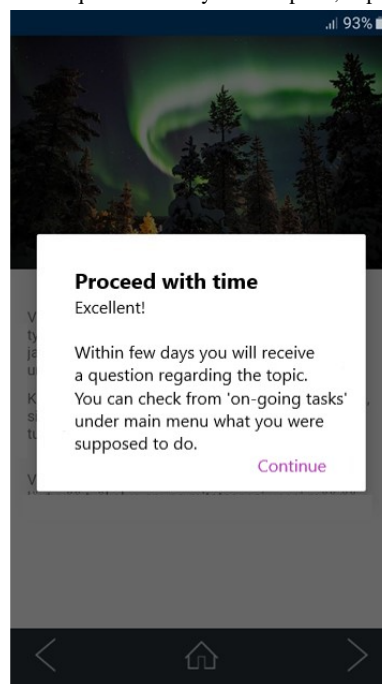 93%
Proceed with time
Excellent!
Within few days you will receive
a question regarding the topic.
You can check from 'on-going tasks'
under main menu what you were
supposed to do.
Continue